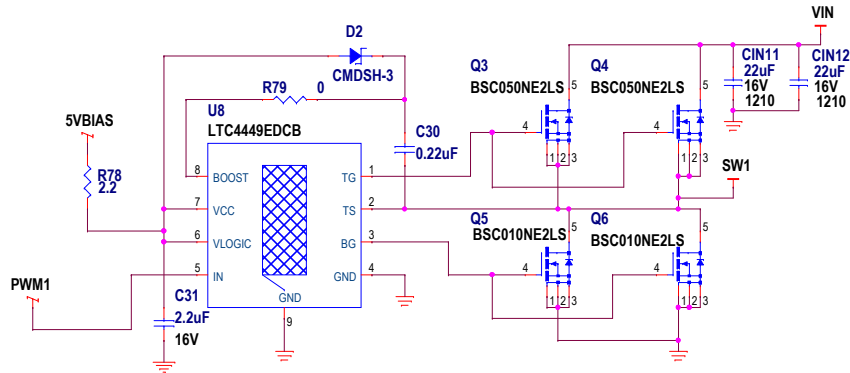 VIN
D2
CMDSH-3
R79 0
CIN11
22uF
16V
1210
CIN12
22uF
16V
1210
Q3
BSC050NE2LS
Q4
BSC050NE2LS
5
5
4
4
1 2 3
1 2 3
U8
LTC4449EDCB
C30
0.22uF
5VBIAS
R78
2.2
8 BOOST
7 VCC
6 VLOGIC
5 IN
TG 1
TS 2
BG 3
GND 4
GND
9
SW1
Q5
BSC010NE2LS
Q6
BSC010NE2LS
5
5
4
4
1 2 3
1 2 3
PWM1
C31
2.2uF
16V